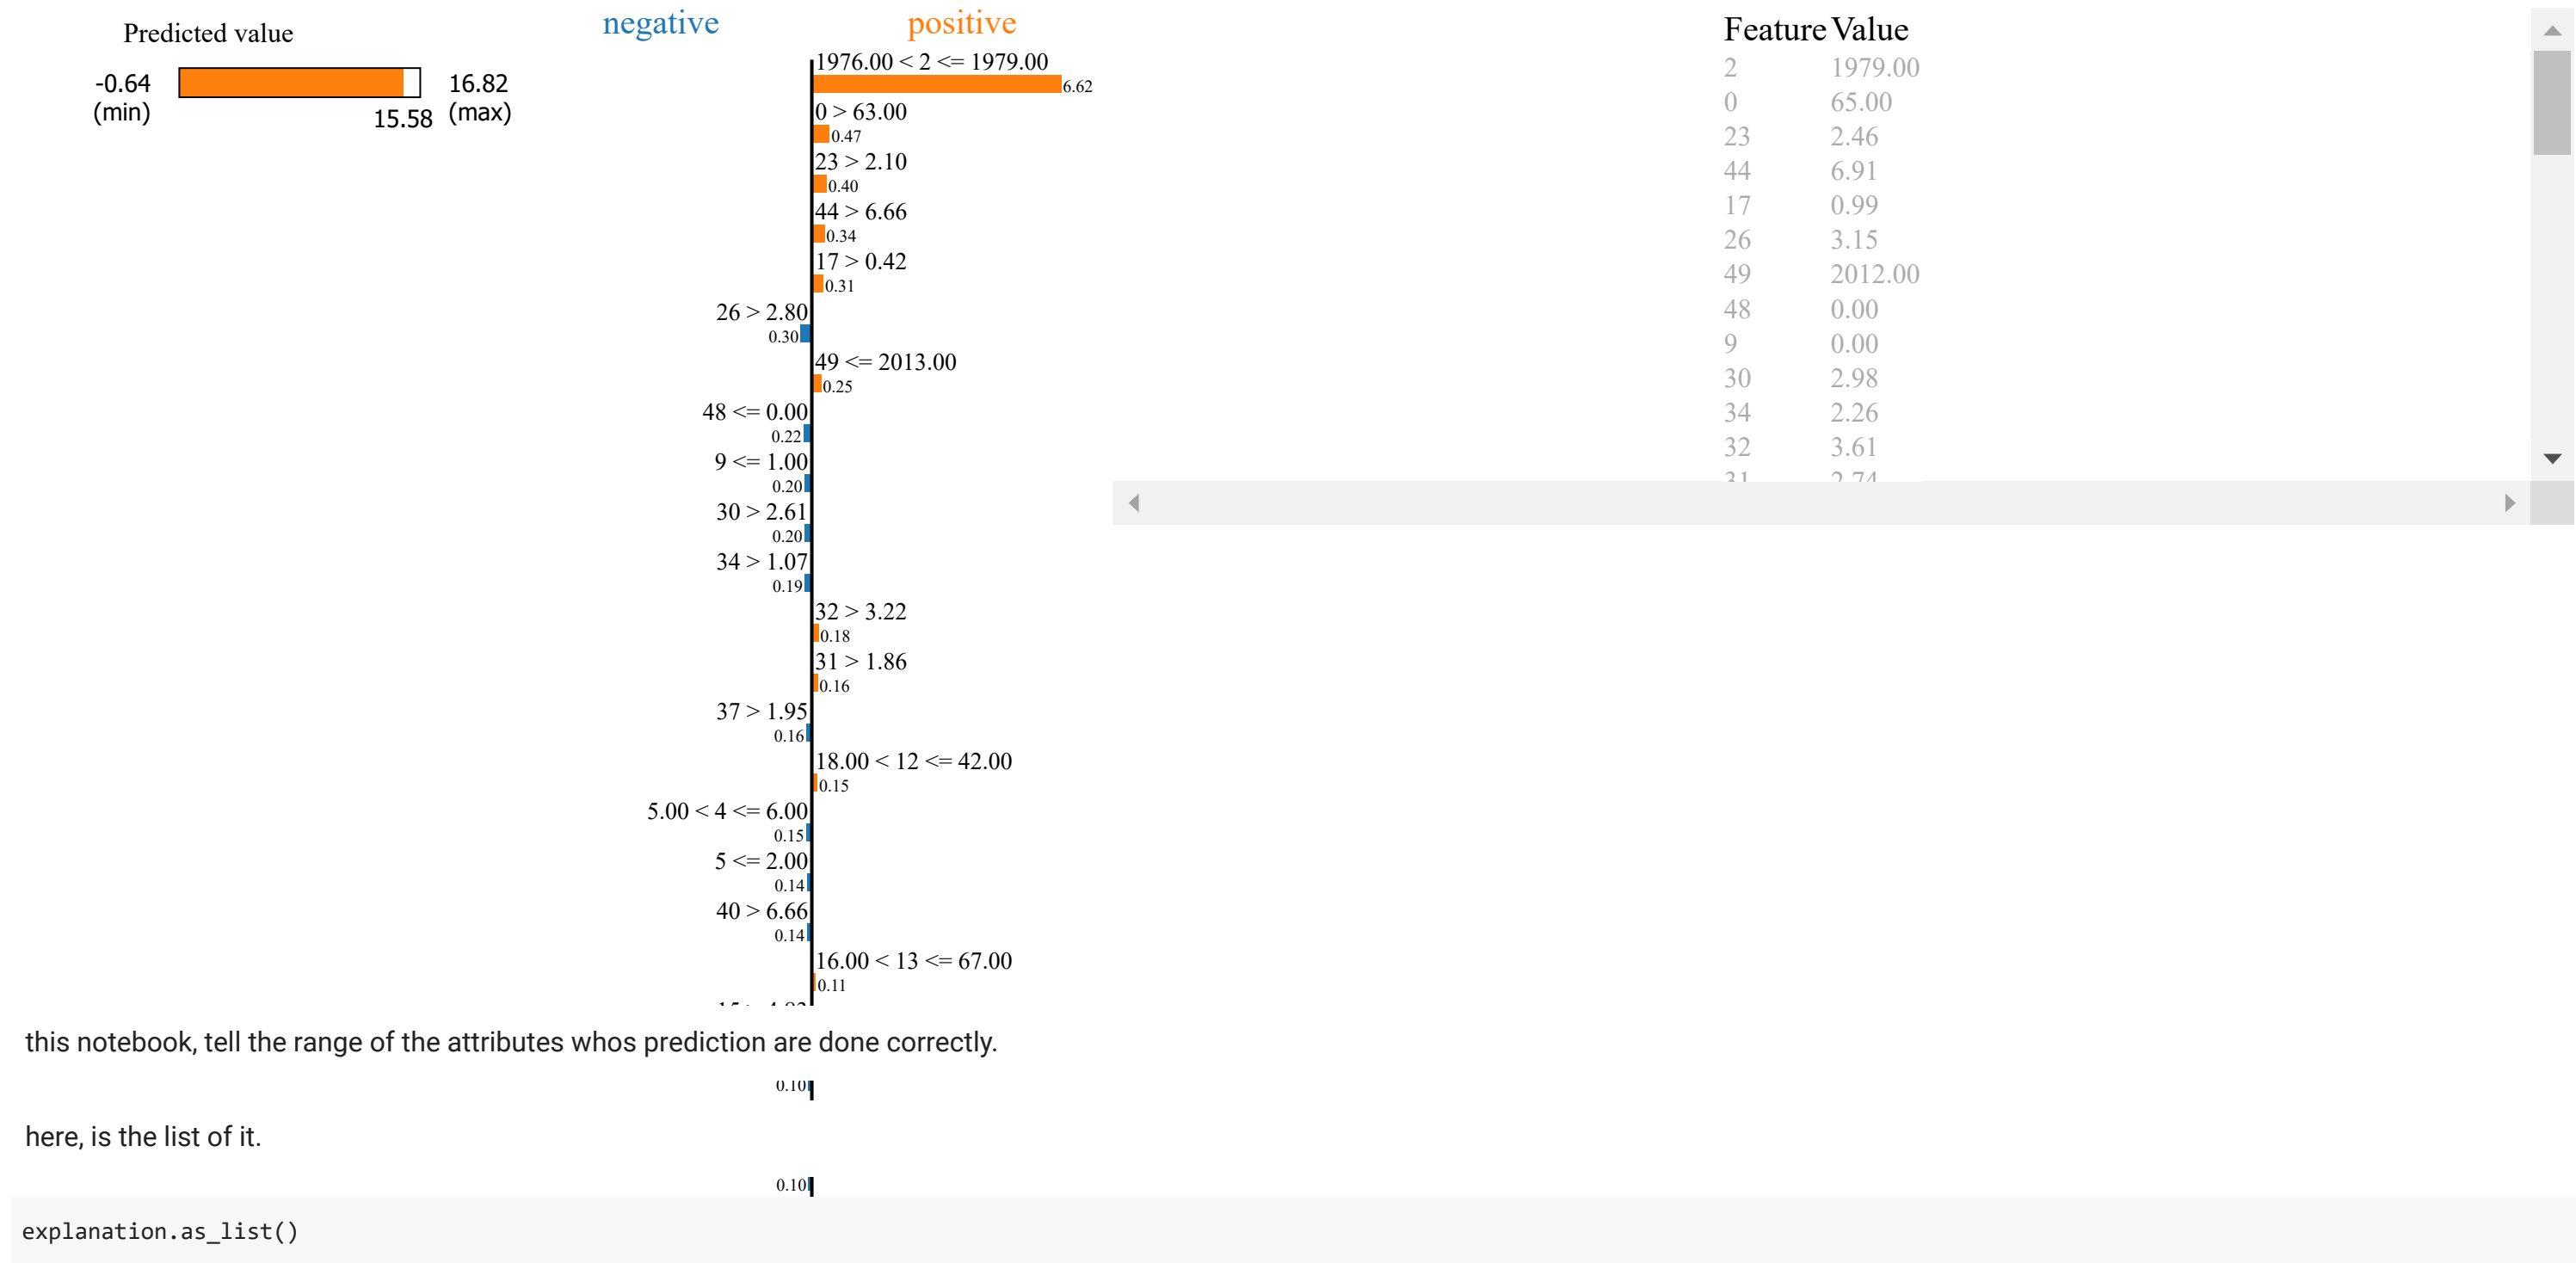 Predicted value
-0.64
(min)
16.82
(max)
15.58
negative
positive
1976.00 < 2 <= 1979.00
6.62
0 > 63.00
0.47
23 > 2.10
0.40
44 > 6.66
0.34
17 > 0.42
0.31
26 > 2.80
0.30
49 <= 2013.00
0.25
48 <= 0.00
0.22
9 <= 1.00
0.20
30 > 2.61
0.20
34 > 1.07
0.19
32 > 3.22
0.18
31 > 1.86
0.16
37 > 1.95
0.16
18.00 < 12 <= 42.00
0.15
5.00 < 4 <= 6.00
0.15
5 <= 2.00
0.14
40 > 6.66
0.14
16.00 < 13 <= 67.00
0.11
Feature Value
2 1979.00
0 65.00
23 2.46
44 6.91
17 0.99
26 3.15
49 2012.00
48 0.00
9 0.00
30 2.98
34 2.26
32 3.61
31 2.74
this notebook, tell the range of the attributes whos prediction are done correctly.
0.10
here, is the list of it.
0.10
explanation.as_list()